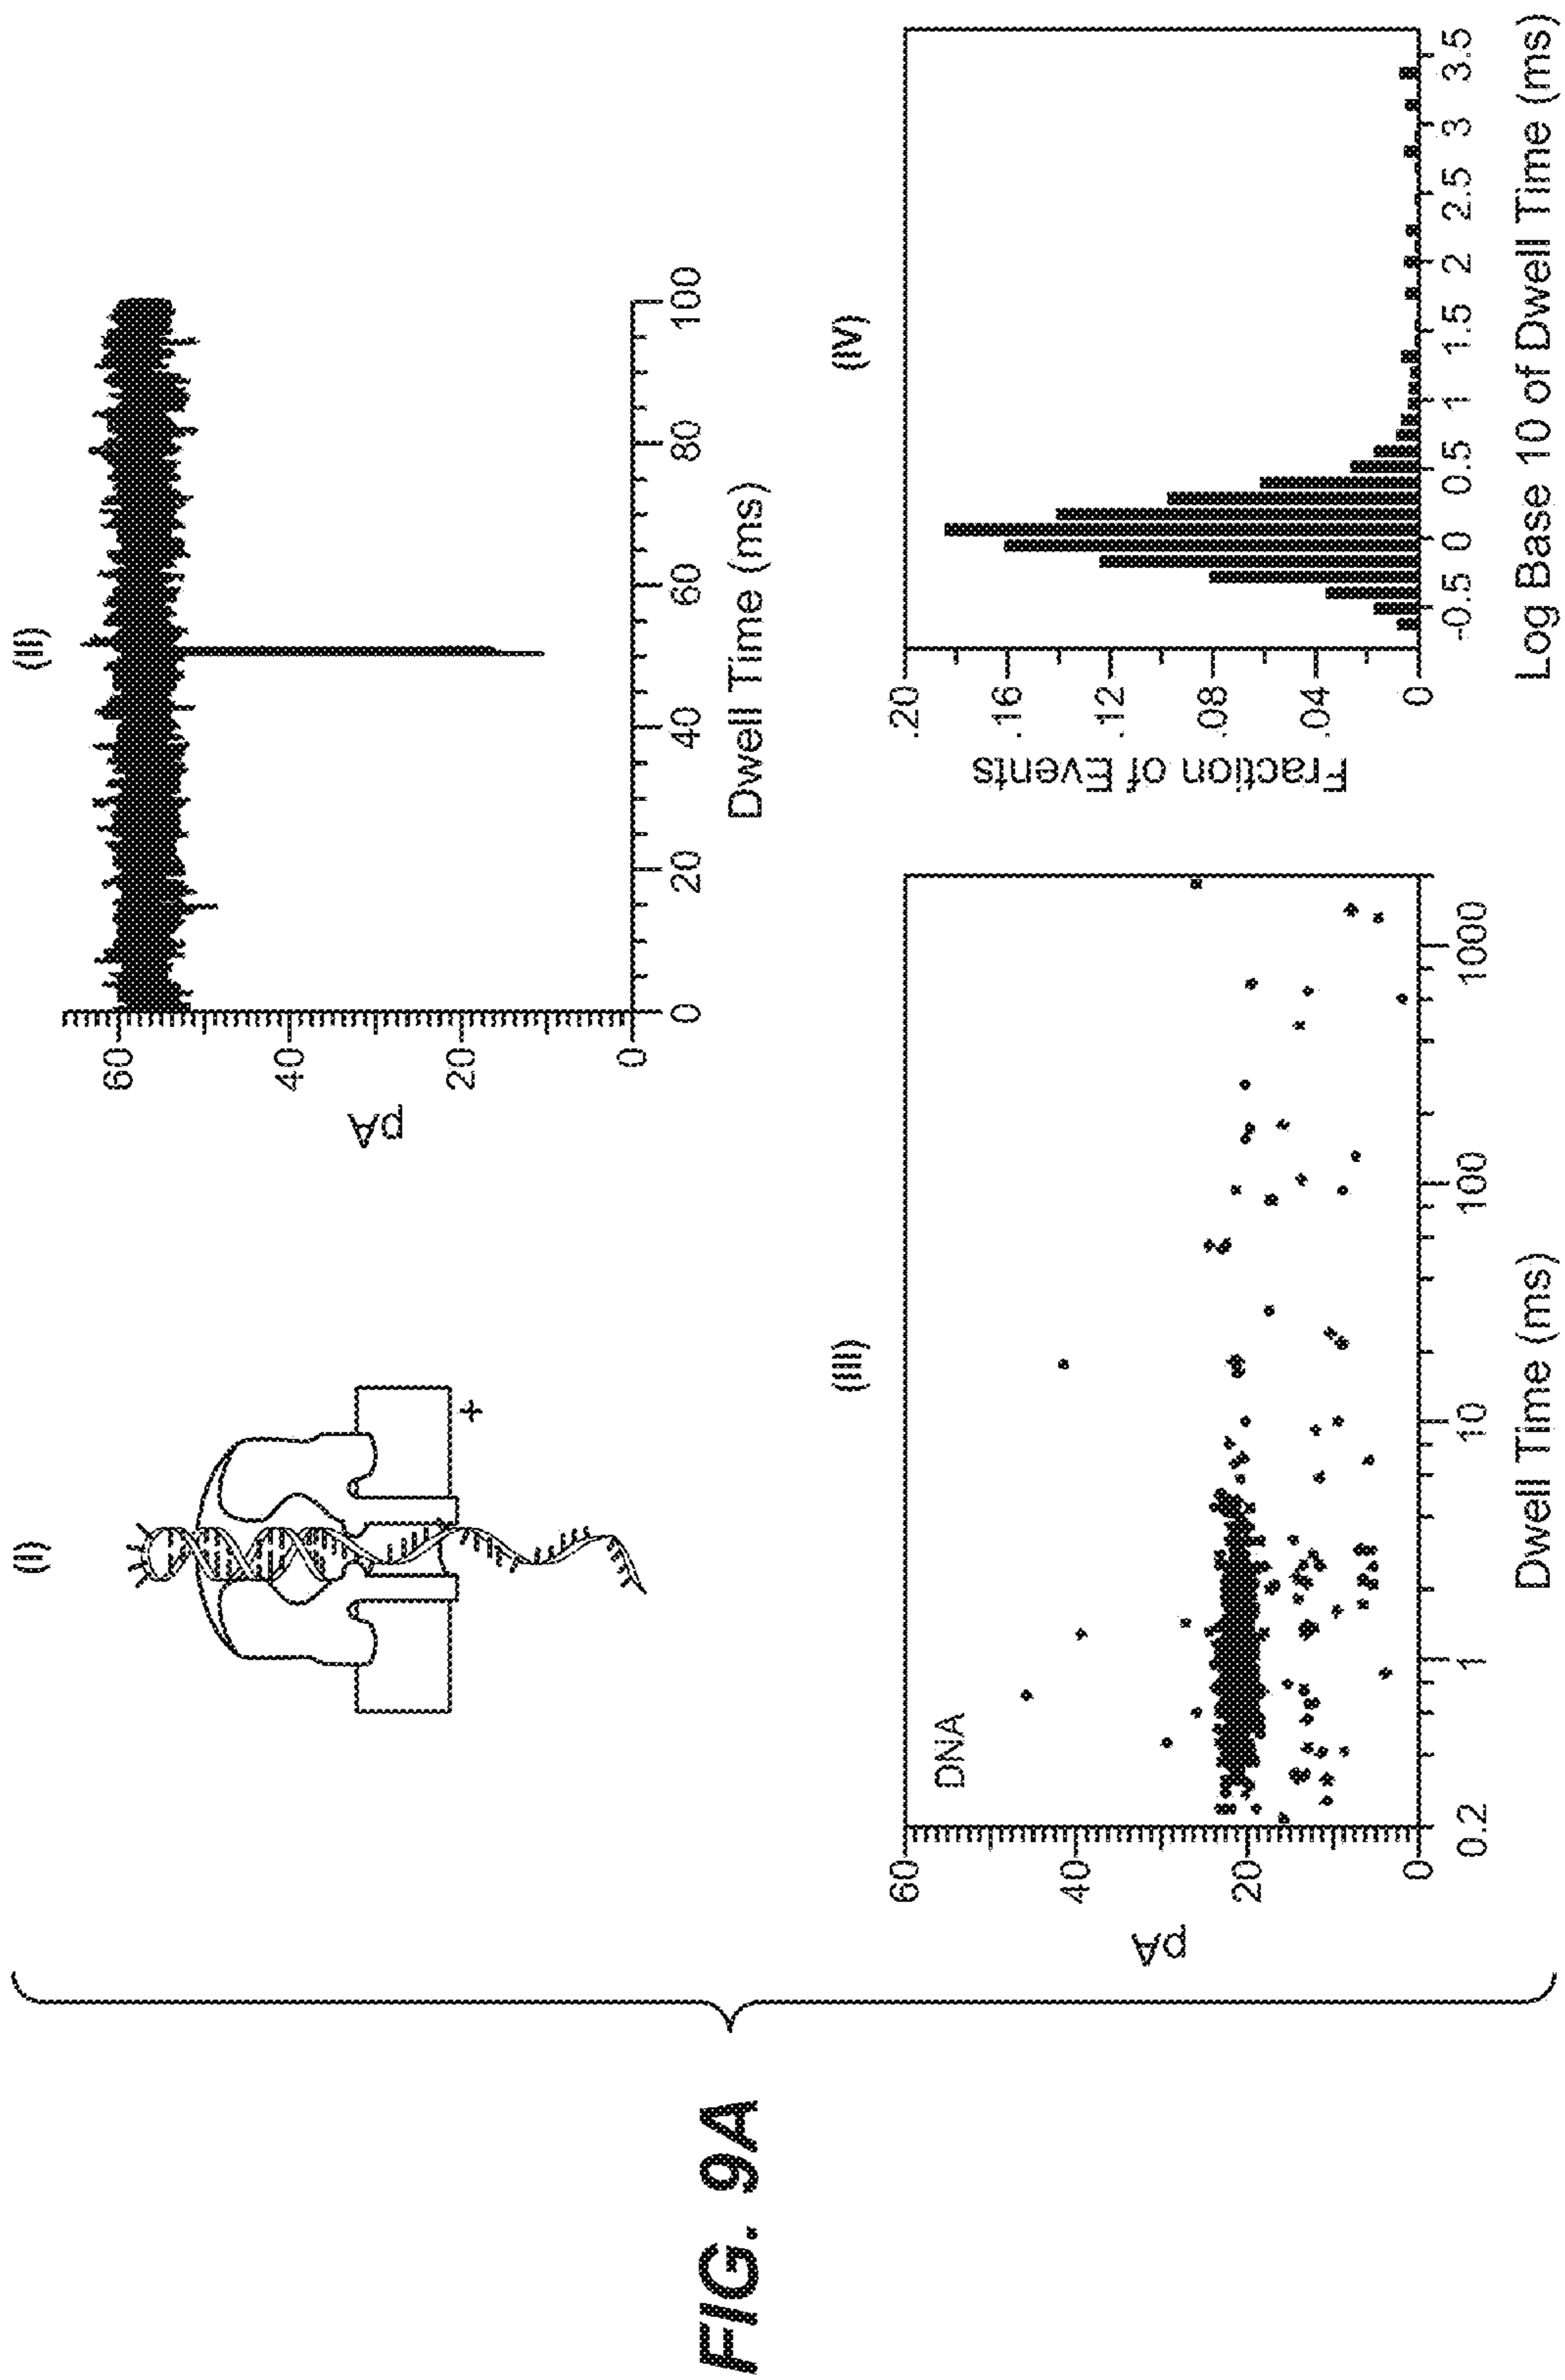 FIG. 9A
(I)
+
(II)
pA
60
40
20
0
0 20 40 60 80 100
Dwell Time (ms)
(III)
pA
60
40
20
0
DNA
0.2 1 10 100 1000
Dwell Time (ms)
(IV)
Fraction of Events
.20
.16
.12
.08
.04
0
-0.5 0 0.5 1 1.5 2 2.5 3 3.5
Log Base 10 of Dwell Time (ms)